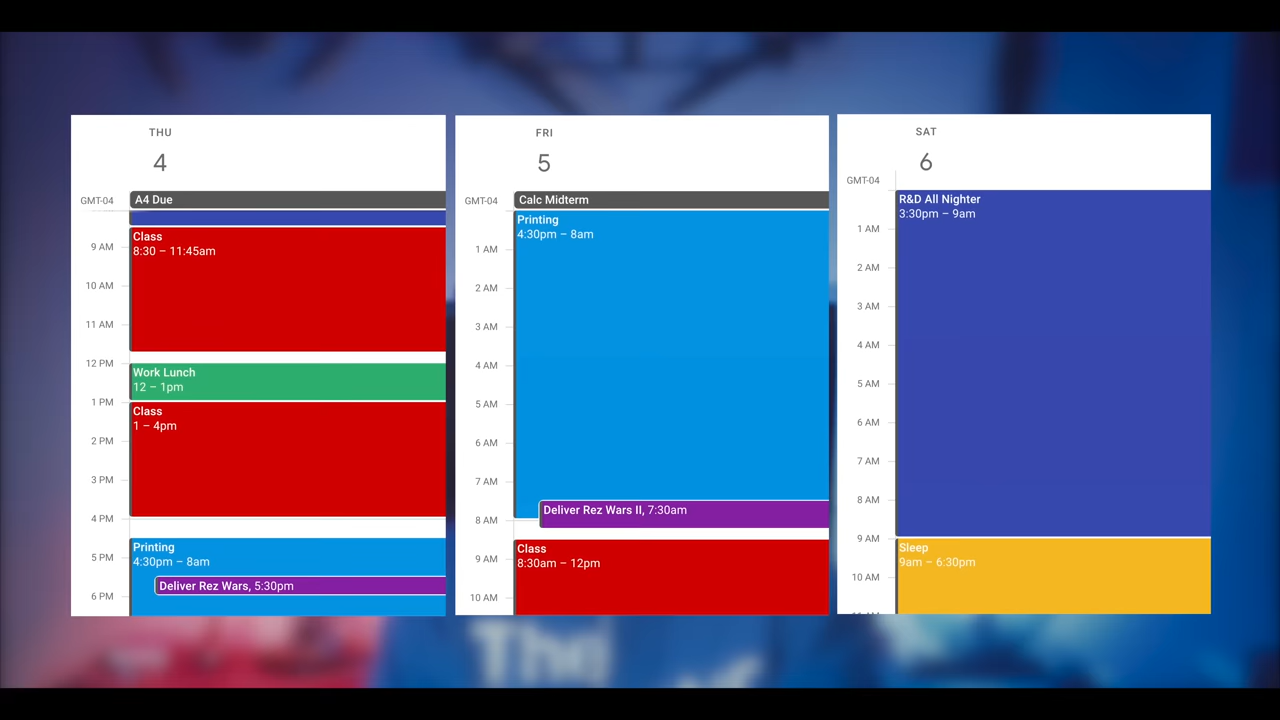 THU
4
GMT-04
A4 Due
9 AM
Class
8:30 – 11:45am
10 AM
11 AM
12 PM
Work Lunch
12 – 1pm
1 PM
Class
1 – 4pm
2 PM
3 PM
4 PM
Printing
4:30pm – 8am
5 PM
Deliver Rez Wars, 5:30pm
6 PM
FRI
5
GMT-04
Calc Midterm
Printing
4:30pm – 8am
1 AM
2 AM
3 AM
4 AM
5 AM
6 AM
7 AM
Deliver Rez Wars II, 7:30am
8 AM
Class
8:30am – 12pm
9 AM
10 AM
SAT
6
GMT-04
R&D All Nighter
3:30pm – 9am
1 AM
2 AM
3 AM
4 AM
5 AM
6 AM
7 AM
8 AM
9 AM
Sleep
9am – 6:30pm
10 AM